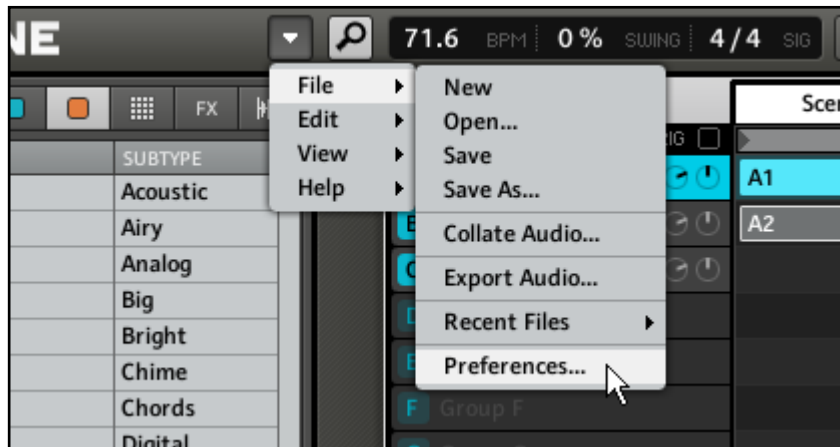 NE
71.6 BPM 0% SWING 4/4 SIG
File
Edit
View
Help
New
Open...
Save
Save As...
Collate Audio...
Export Audio...
Recent Files
Preferences...
FX
SUBTYPE
Acoustic
Airy
Analog
Big
Bright
Chime
Chords
Digital
A1
A2
F Group F